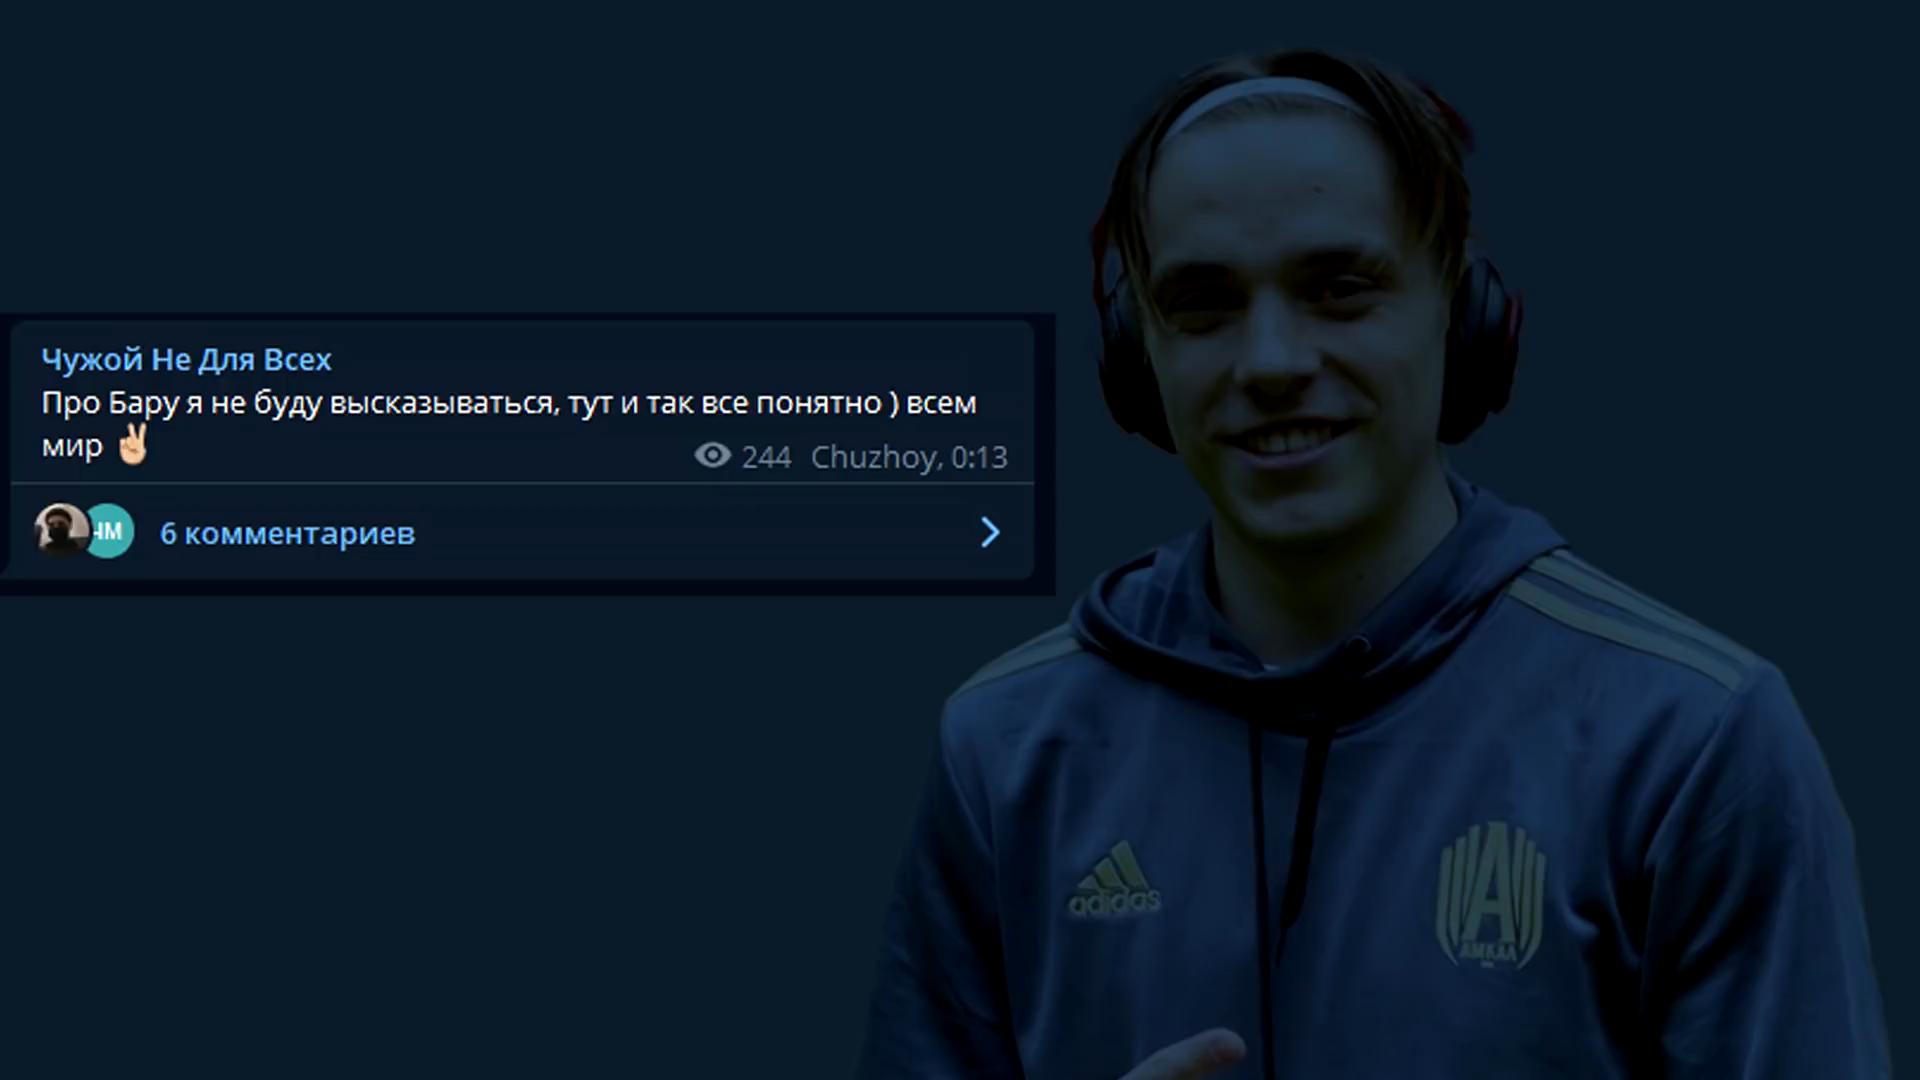 Чужой Не Для Всех
Про Бару я не буду высказываться, тут и так все понятно ) всем
мир ✌🏻
244 Chuzhoy, 0:13
ЧМ
6 комментариев
adidas
А
АМКАЛ